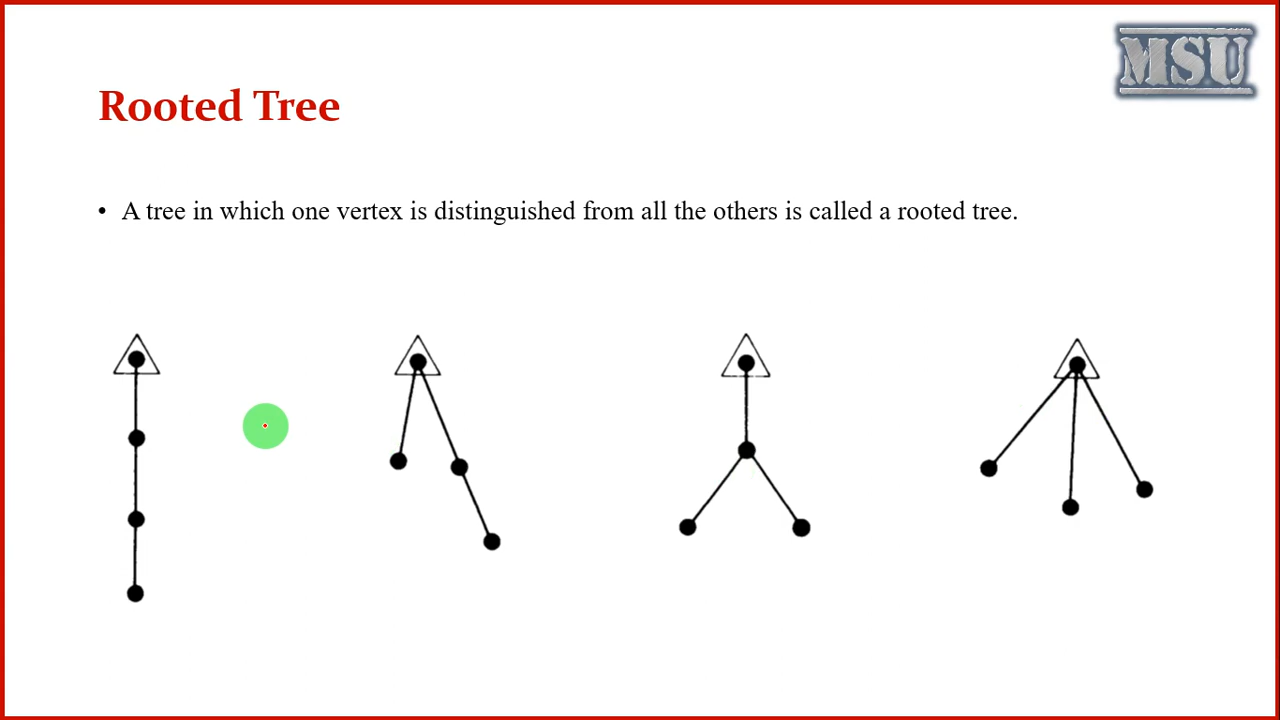 MSU
Rooted Tree
• A tree in which one vertex is distinguished from all the others is called a rooted tree.